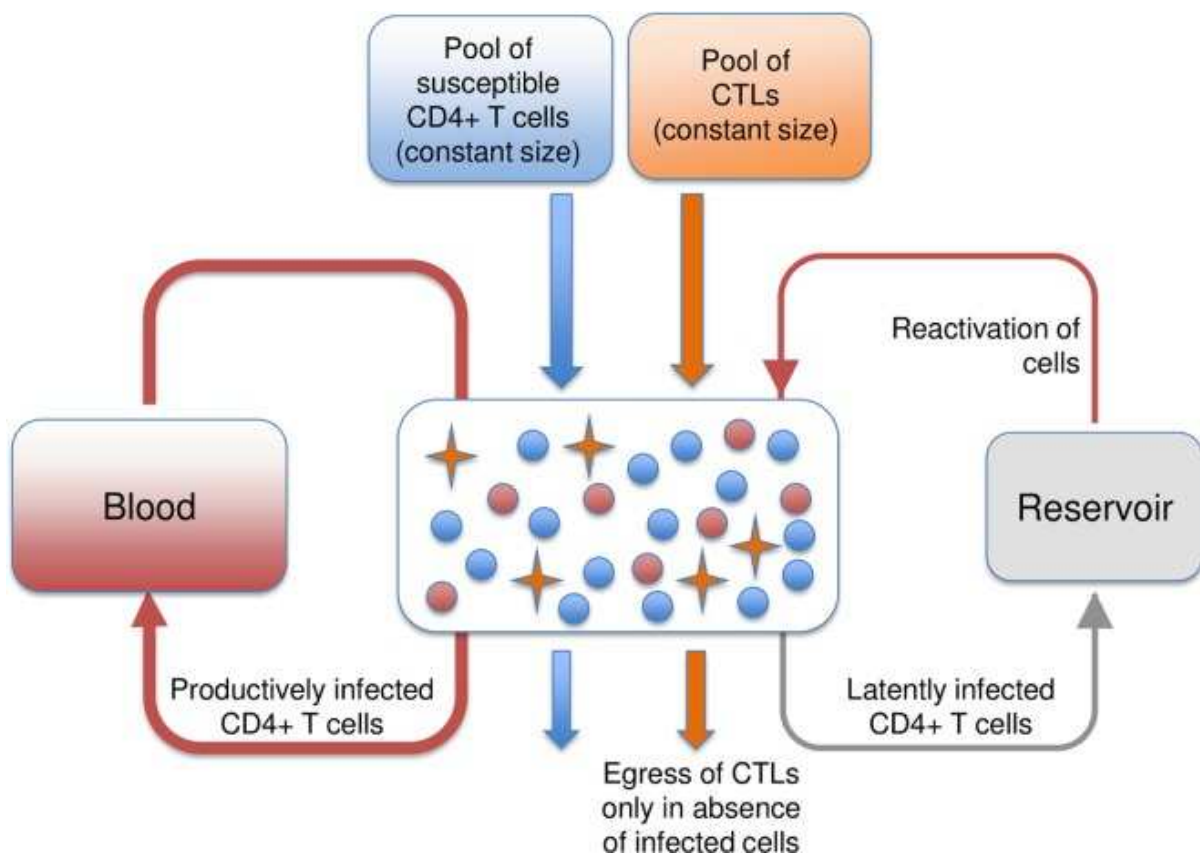 Pool of
susceptible
CD4+ T cells
(constant size)
Pool of
CTLs
(constant size)
Reactivation of
cells
Blood
Reservoir
Productively infected
CD4+ T cells
Latently infected
CD4+ T cells
Egress of CTLs
only in absence
of infected cells